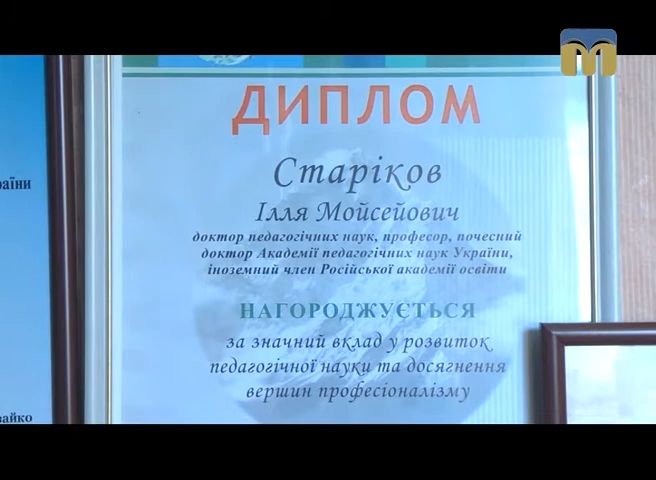 ДИПЛОМ
Старіков
Ілля Мойсейович
доктор педагогічних наук, професор, почесний
доктор Академії педагогічних наук України,
іноземний член Російської академії освіти
НАГОРОДЖУЄТЬСЯ
за значний вклад у розвиток
педагогічної науки та досягнення
вершин професіоналізму